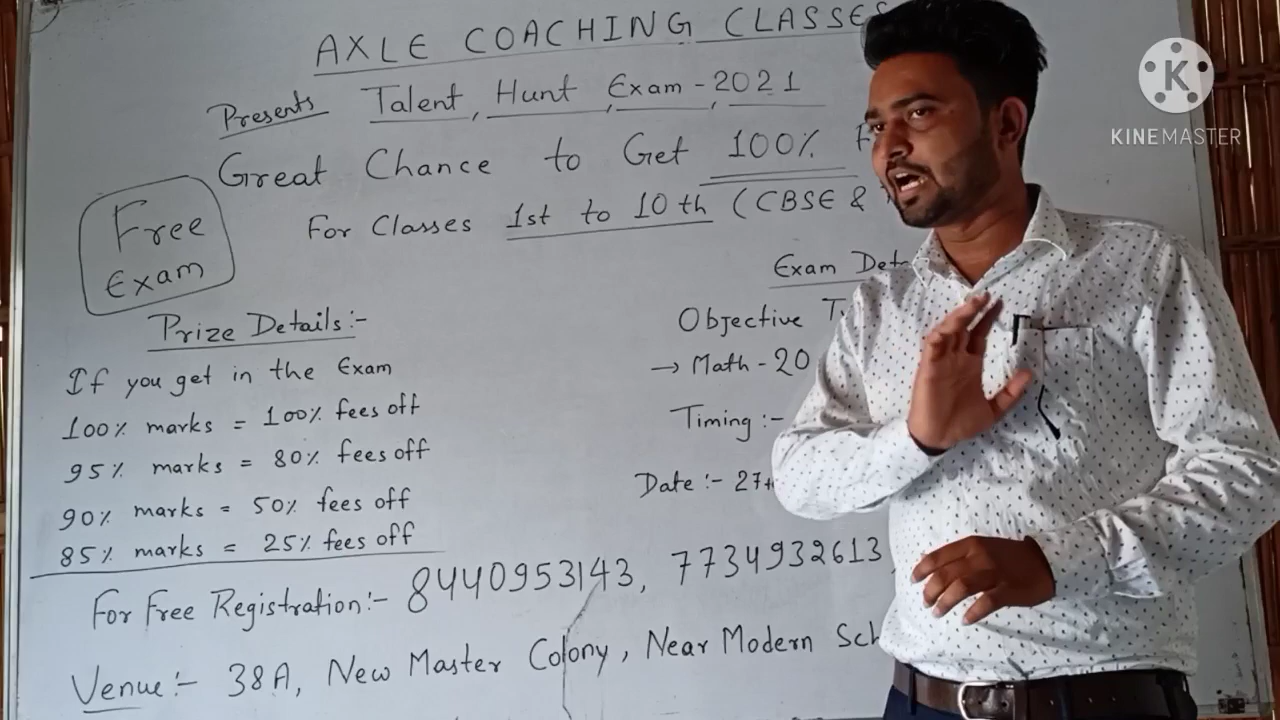 AXLE COACHING CLASSES
Presents Talent Hunt Exam - 2021
Great Chance to Get 100%
For Classes 1st to 10th (CBSE &
Free
Exam
Prize Details:-
If you get in the Exam
100% marks = 100% fees off
95% marks = 80% fees off
90% marks = 50% fees off
85% marks = 25% fees off
Exam
Objective
→ Math - 20
Timing :-
Date :- 27
For Free Registration:- 8440953143, 7734932613
Venue:- 38A, New Master Colony, Near Modern
K
KINEMASTER